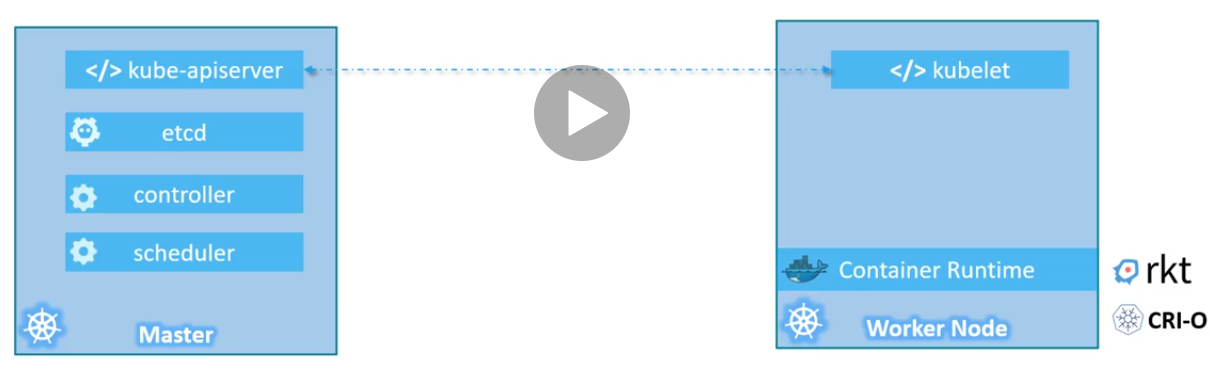 </> kube-apiserver
etcd
controller
scheduler
Master
</> kubelet
Container Runtime
Worker Node
rkt
CRI-O